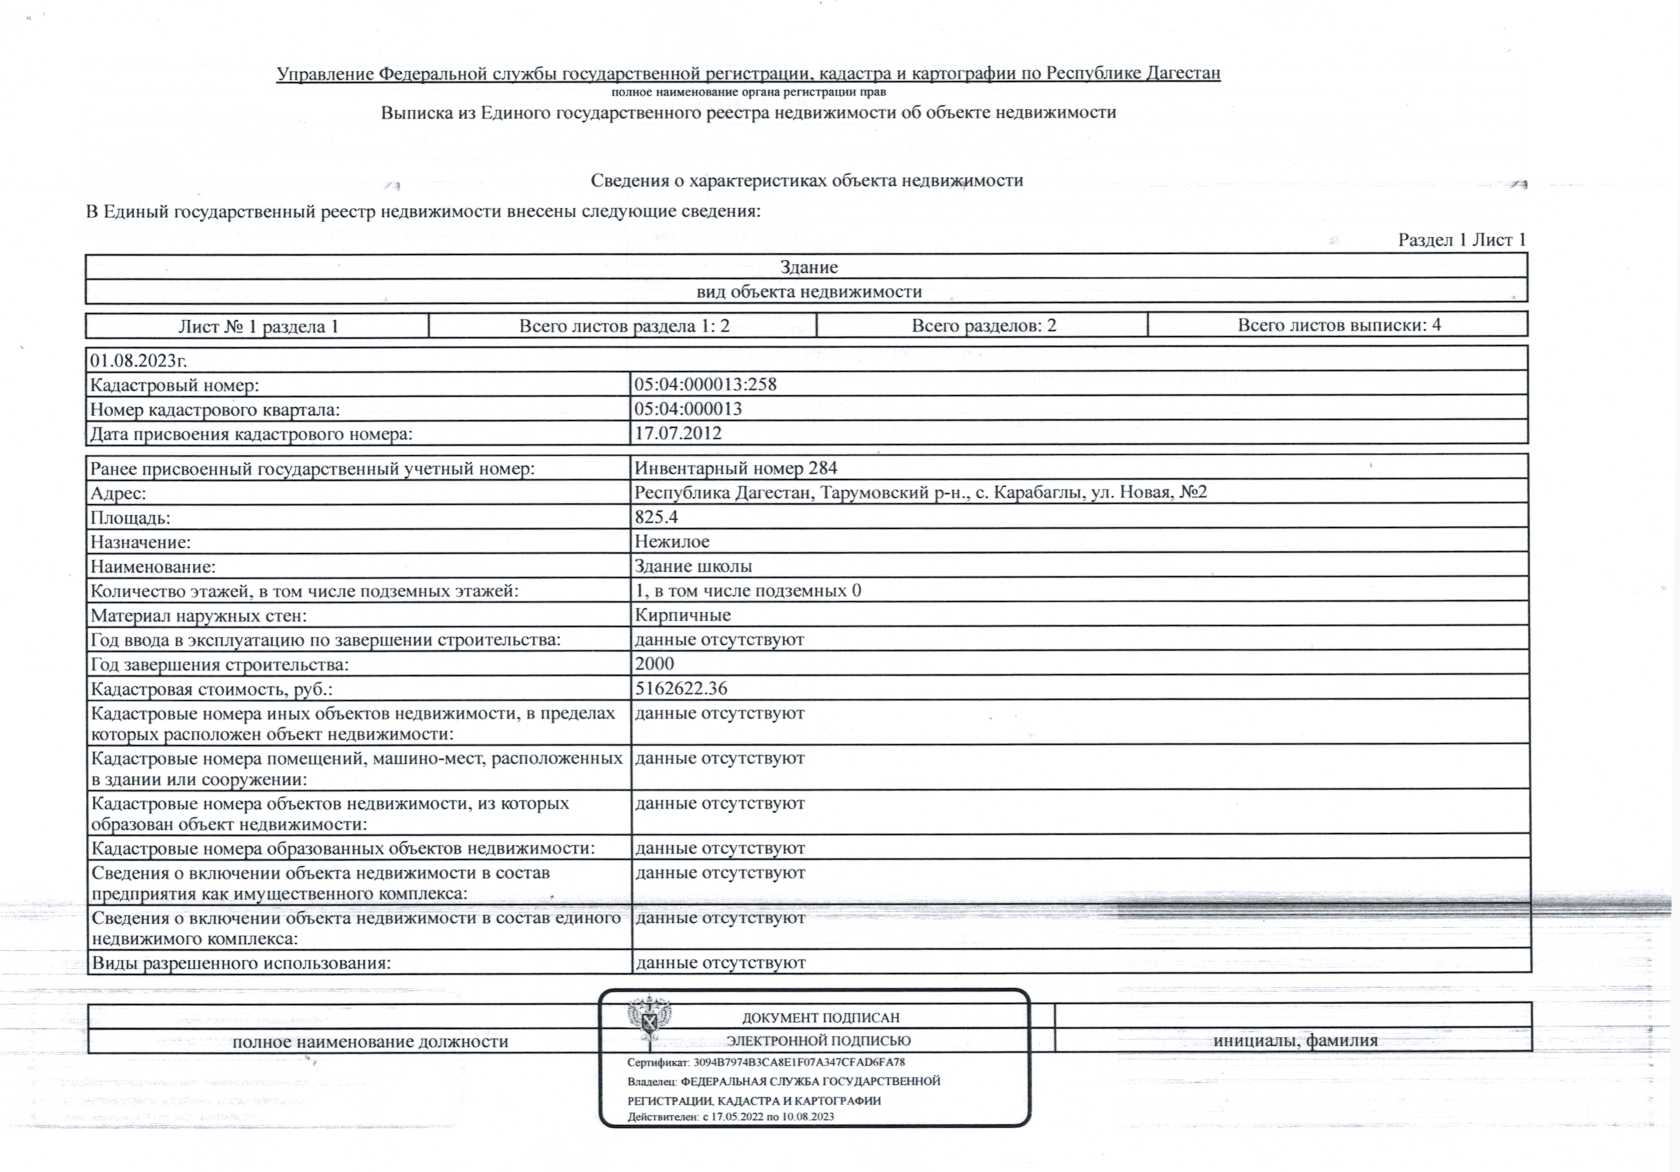 Управление Федеральной службы государственной регистрации, кадастра и картографии по Республике Дагестан
полное наименование органа регистрации прав
Выписка из Единого государственного реестра недвижимости об объекте недвижимости
Сведения о характеристиках объекта недвижимости
В Единый государственный реестр недвижимости внесены следующие сведения:
Раздел 1 Лист 1
Здание
вид объекта недвижимости
Лист № 1 раздела 1 Всего листов раздела 1: 2 Всего разделов: 2 Всего листов выписки: 4
01.08.2023г.
Кадастровый номер: 05:04:000013:258
Номер кадастрового квартала: 05:04:000013
Дата присвоения кадастрового номера: 17.07.2012
Ранее присвоенный государственный учетный номер: Инвентарный номер 284
Адрес: Республика Дагестан, Тарумовский р-н., с. Карабаглы, ул. Новая, №2
Площадь: 825.4
Назначение: Нежилое
Наименование: Здание школы
Количество этажей, в том числе подземных этажей: 1, в том числе подземных 0
Материал наружных стен: Кирпичные
Год ввода в эксплуатацию по завершении строительства: данные отсутствуют
Год завершения строительства: 2000
Кадастровая стоимость, руб.: 5162622.36
Кадастровые номера иных объектов недвижимости, в пределах данные отсутствуют
которых расположен объект недвижимости:
Кадастровые номера помещений, машино-мест, расположенных данные отсутствуют
в здании или сооружении:
Кадастровые номера объектов недвижимости, из которых данные отсутствуют
образован объект недвижимости:
Кадастровые номера образованных объектов недвижимости: данные отсутствуют
Сведения о включении объекта недвижимости в состав данные отсутствуют
предприятия как имущественного комплекса:
Сведения о включении объекта недвижимости в состав единого данные отсутствуют
недвижимого комплекса:
Виды разрешенного использования: данные отсутствуют
ДОКУМЕНТ ПОДПИСАН
полное наименование должности ЭЛЕКТРОННОЙ ПОДПИСЬЮ инициалы, фамилия
Сертификат: 3094B7974B3CA8E1F07A347CFAD6FA78
Владелец: ФЕДЕРАЛЬНАЯ СЛУЖБА ГОСУДАРСТВЕННОЙ
РЕГИСТРАЦИИ, КАДАСТРА И КАРТОГРАФИИ
Действителен: с 17.05.2022 по 10.08.2023